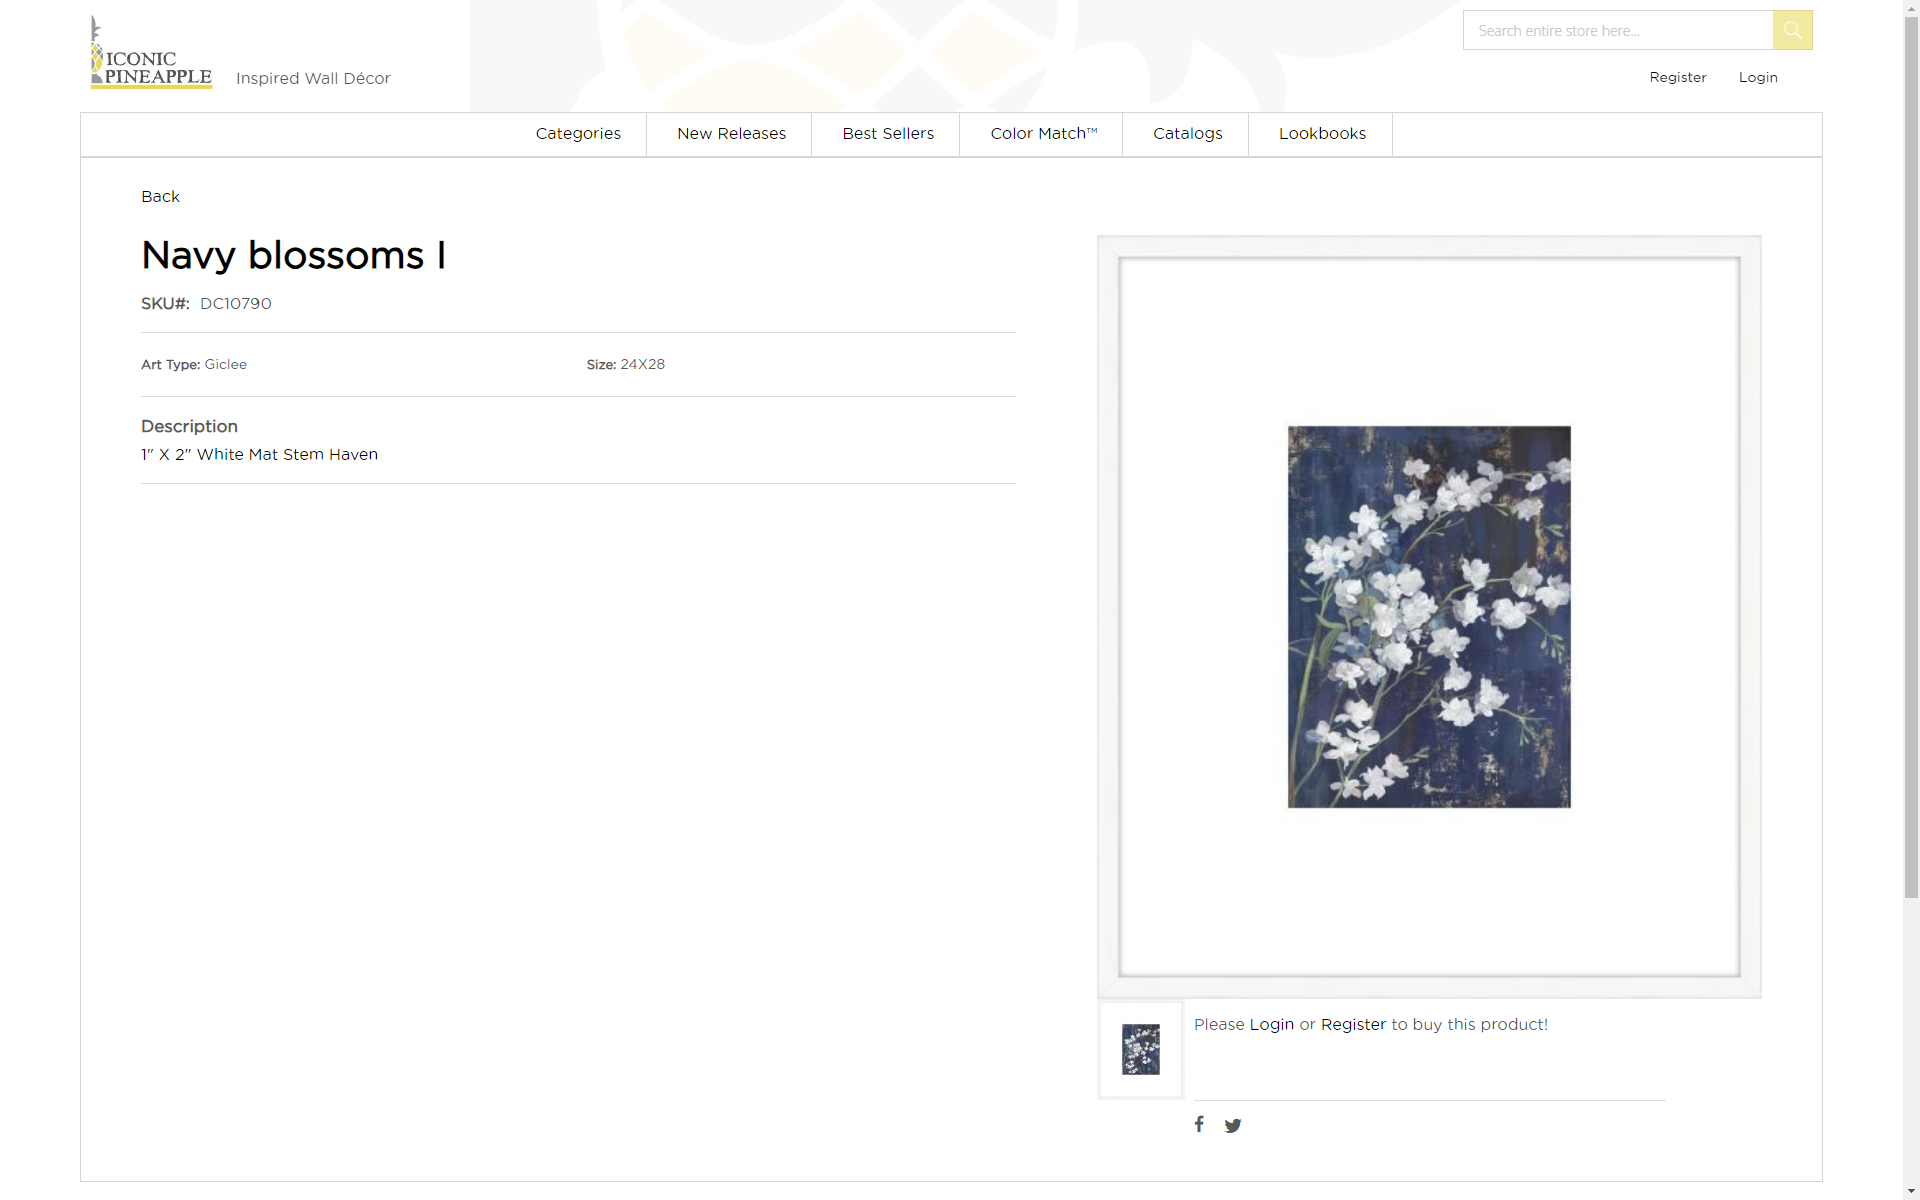 ICONIC
PINEAPPLE
Inspired Wall Décor
Search entire store here...
Register
Login
Categories
New Releases
Best Sellers
Color Match™
Catalogs
Lookbooks
Back
Navy blossoms I
SKU#: DC10790
Art Type: Giclee
Size: 24X28
Description
1" X 2" White Mat Stem Haven
Please Login or Register to buy this product!